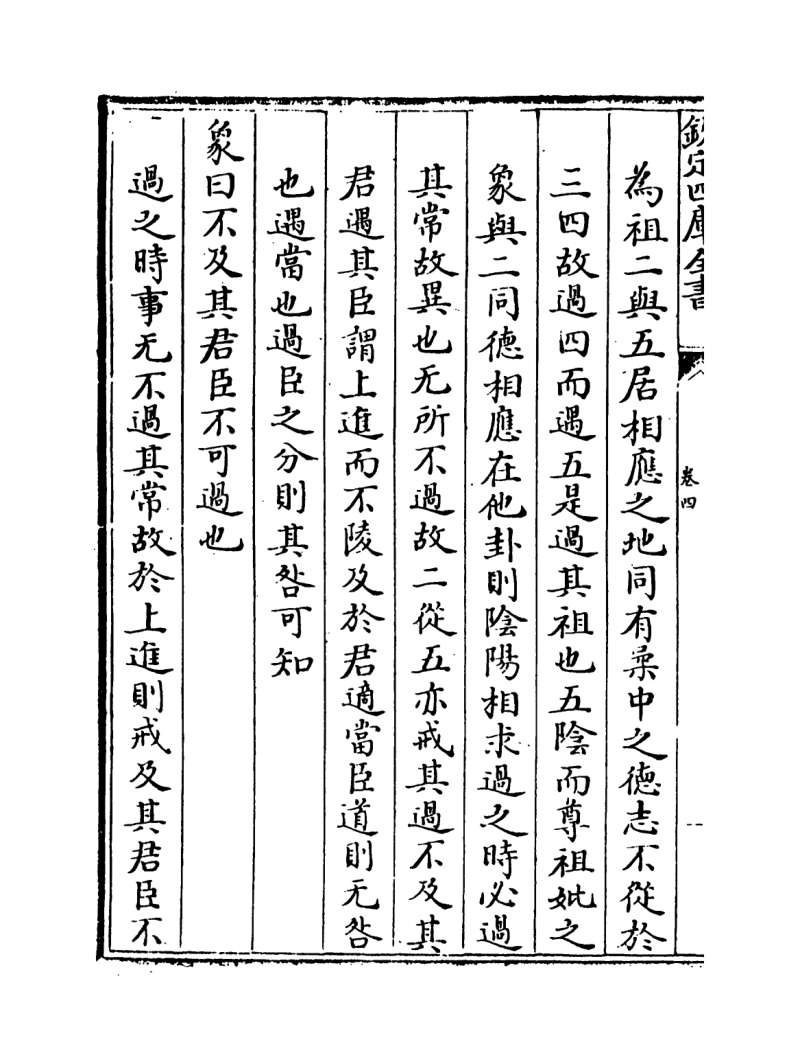 欽定四庫全書
卷四
為祖二與五居相應之地同有柔中之德志不從於
三四故過四而遇五是過其祖也五陰而尊祖妣之
象與二同德相應在他卦則陰陽相求過之時必過
其常故異也无所不過故二從五亦戒其過不及其
君遇其臣謂上進而不陵及於君適當臣道則无咎
也遇當也過臣之分則其咎可知
象曰不及其君臣不可過也
過之時事无不過其常故於上進則戒及其君臣不